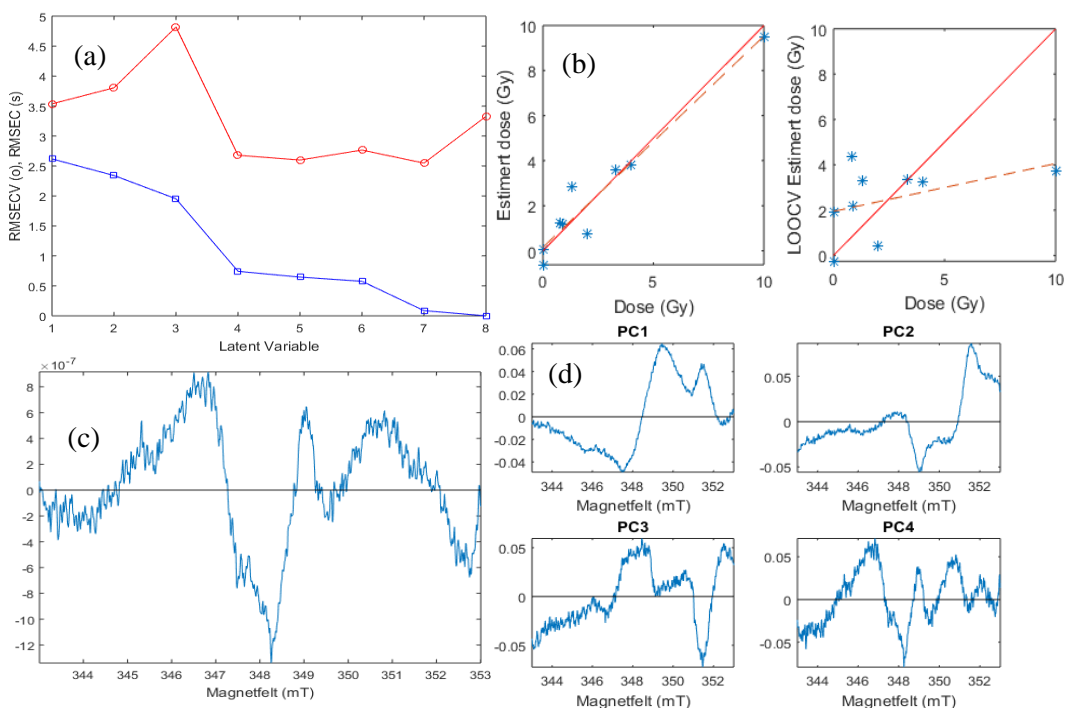 (a)
RMSECV (o), RMSEC (s)
5
4.5
4
3.5
3
2.5
2
1.5
1
0.5
0
1 2 3 4 5 6 7 8
Latent Variable
(b)
Estimert dose (Gy)
10
8
6
4
2
0
0 5 10
Dose (Gy)
LOOCV Estimert dose (Gy)
10
8
6
4
2
0
0 5 10
Dose (Gy)
(c)
×10⁻⁷
8
6
4
2
0
-2
-4
-6
-8
-10
-12
344 345 346 347 348 349 350 351 352 353
Magnetfelt (mT)
(d)
PC1
0.06
0.04
0.02
0
-0.02
-0.04
344 346 348 350 352
Magnetfelt (mT)
PC2
0.05
0
-0.05
344 346 348 350 352
Magnetfelt (mT)
PC3
0.05
0
-0.05
344 346 348 350 352
Magnetfelt (mT)
PC4
0.05
0
-0.05
344 346 348 350 352
Magnetfelt (mT)